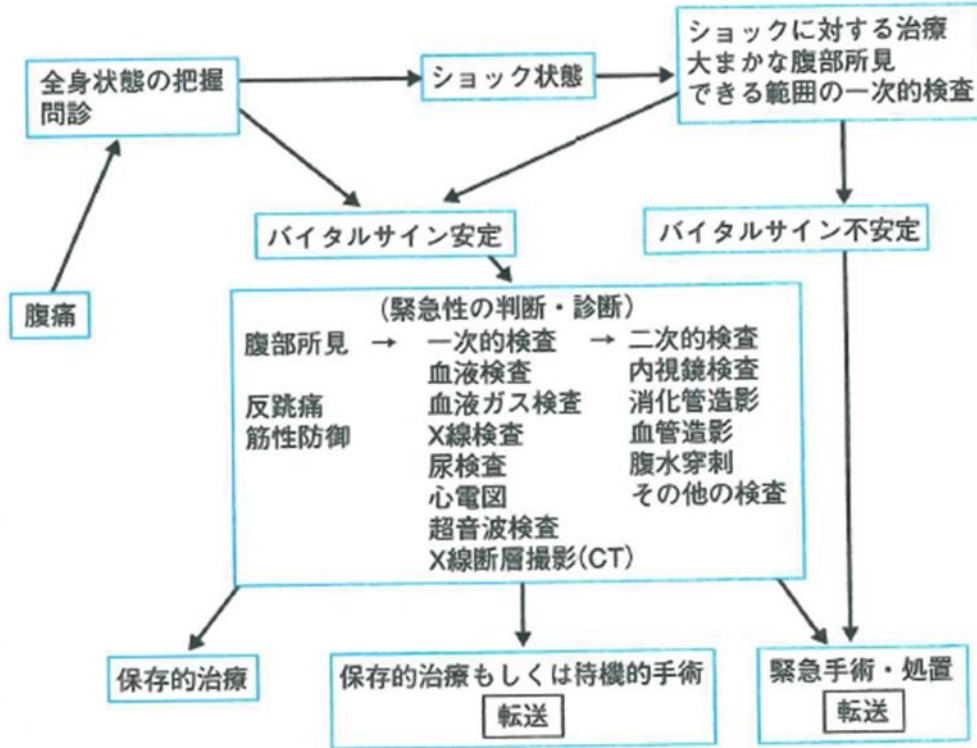 ショックに対する治療
大まかな腹部所見
できる範囲の一次的検査
全身状態の把握
問診
ショック状態
バイタルサイン安定
バイタルサイン不安定
腹痛
(緊急性の判断・診断)
腹部所見 → 一次的検査 → 二次的検査
血液検査 内視鏡検査
反跳痛 血液ガス検査 消化管造影
筋性防御 X線検査 血管造影
尿検査 腹水穿刺
心電図 その他の検査
超音波検査
X線断層撮影(CT)
保存的治療
保存的治療もしくは待機的手術
転送
緊急手術・処置
転送